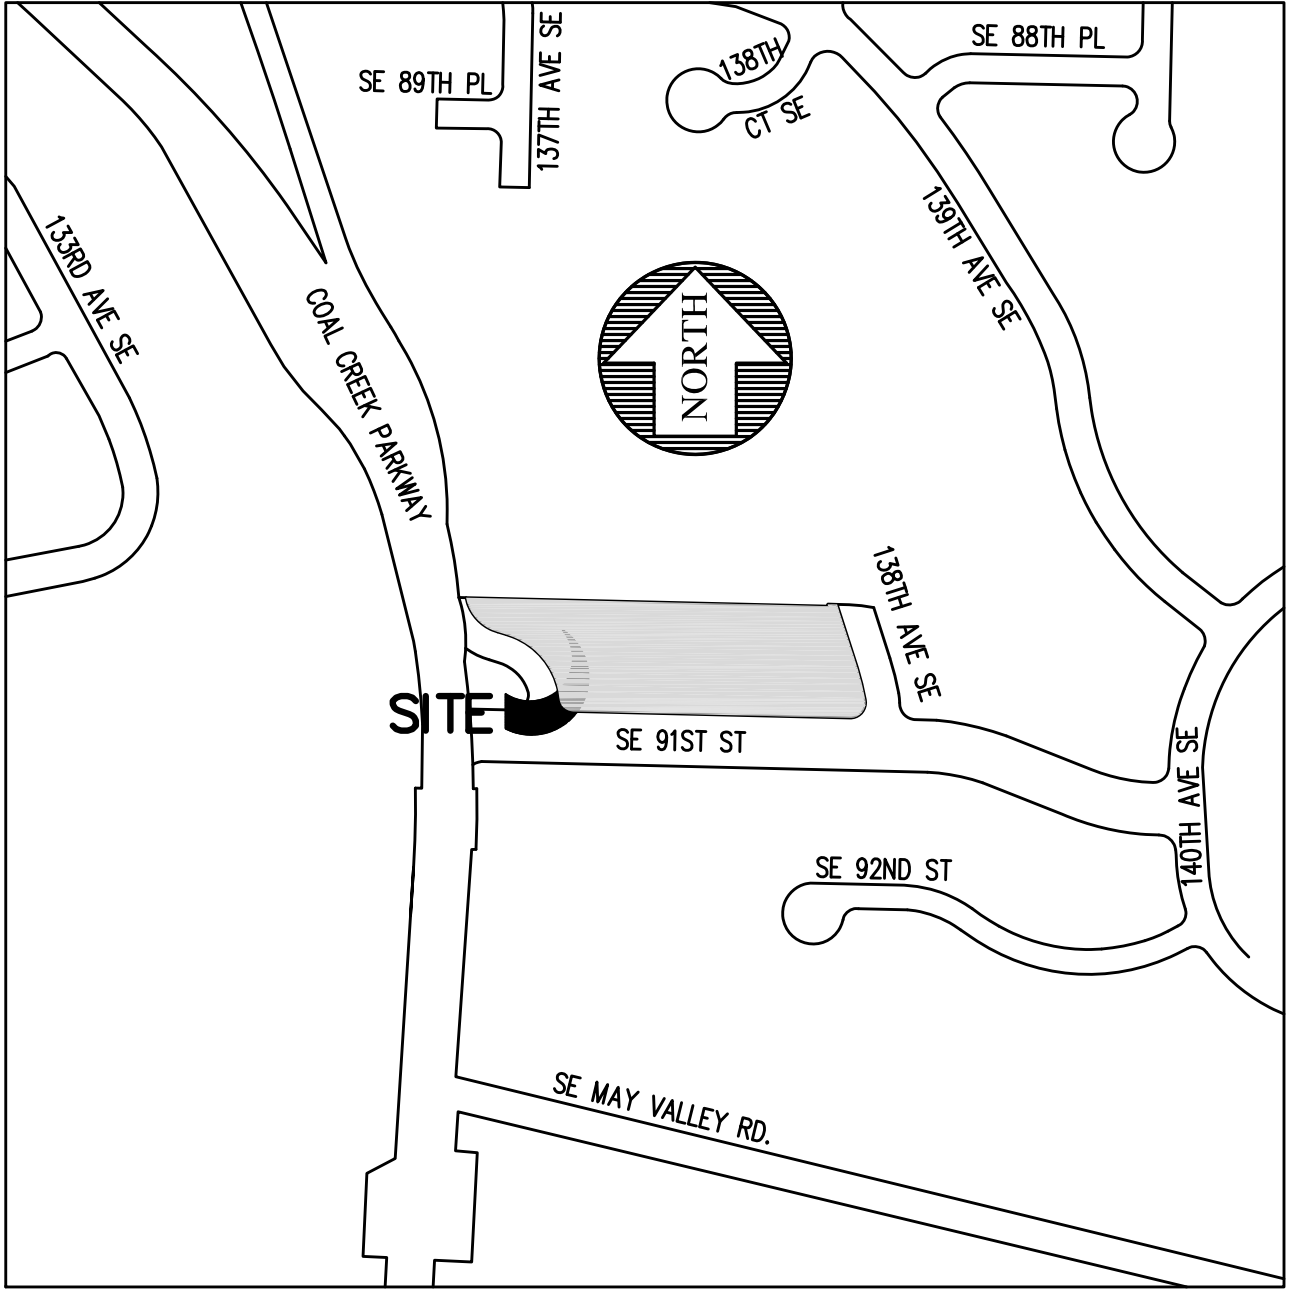 SE 88TH PL
138TH
CT SE
SE 89TH PL
137TH AVE SE
133RD AVE SE
139TH AVE SE
COAL CREEK PARKWAY
NORTH
138TH AVE SE
SITE
SE 91ST ST
140TH AVE SE
SE 92ND ST
SE MAY VALLEY RD.